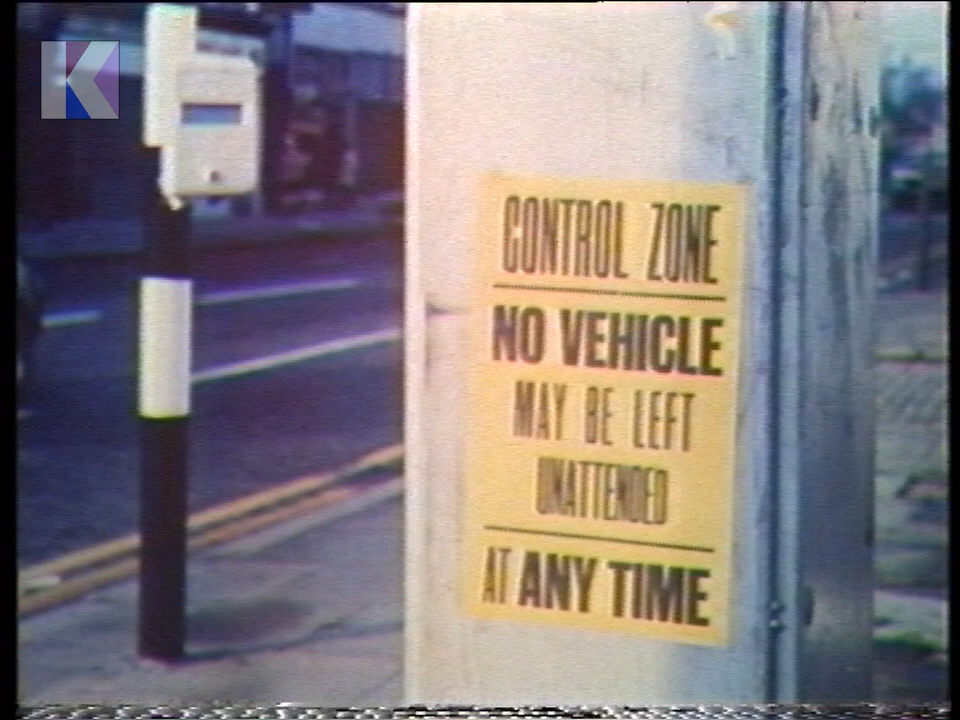 K
CONTROL ZONE
NO VEHICLE
MAY BE LEFT
UNATTENDED
AT ANY TIME